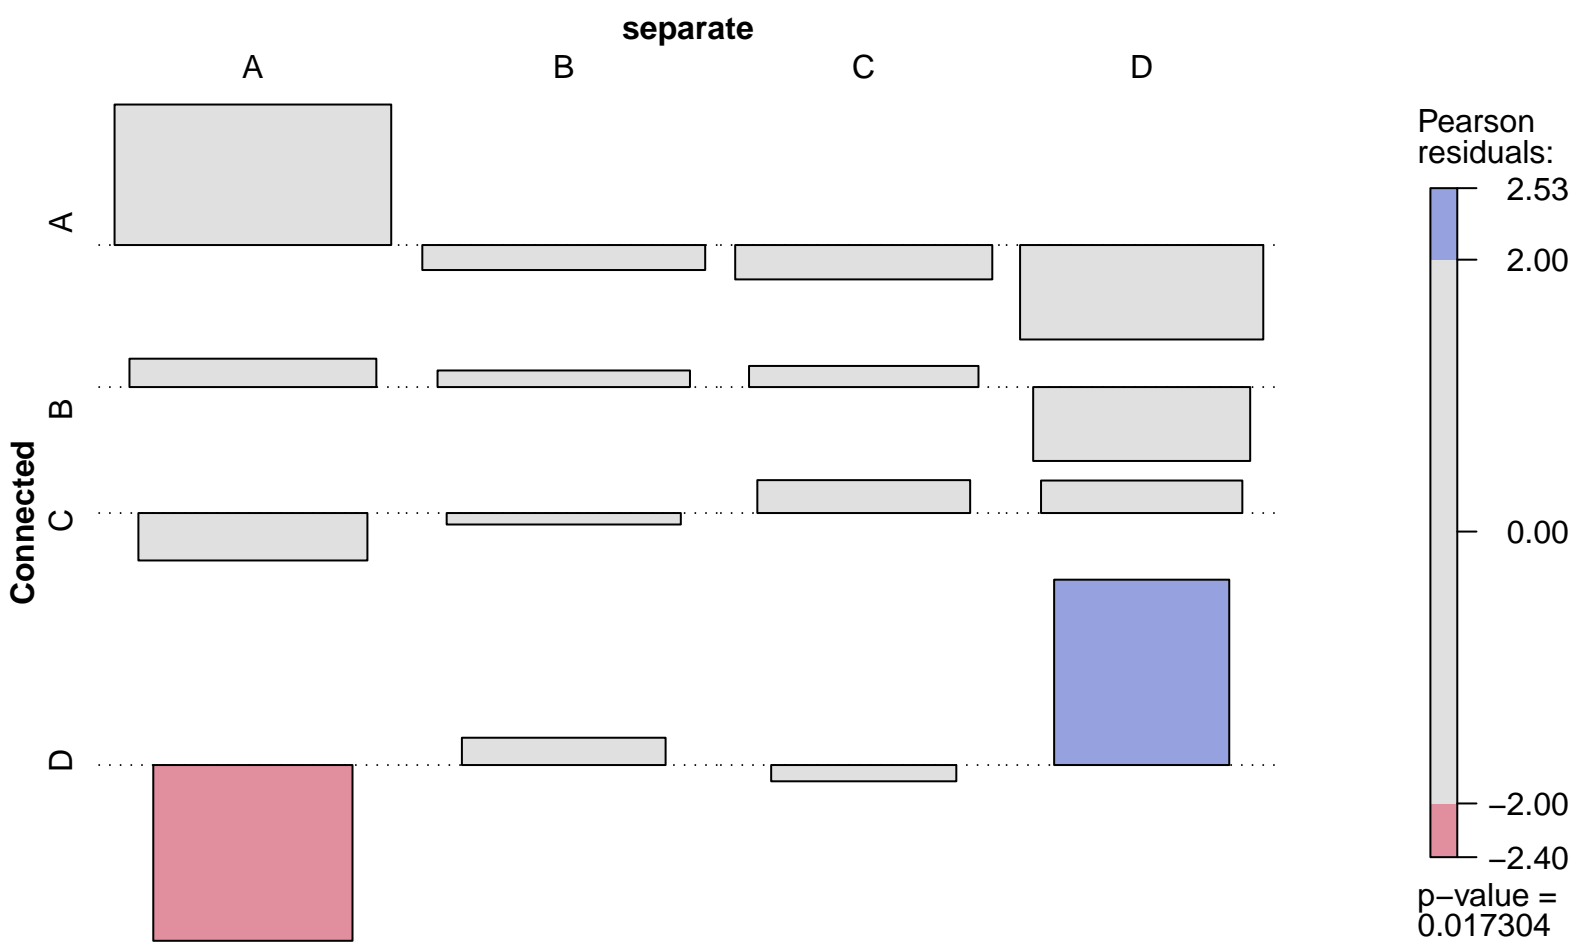 separate
A B C D
A
B
C
D
Connected
Pearson
residuals:
2.53
2.00
0.00
−2.00
−2.40
p−value =
0.017304